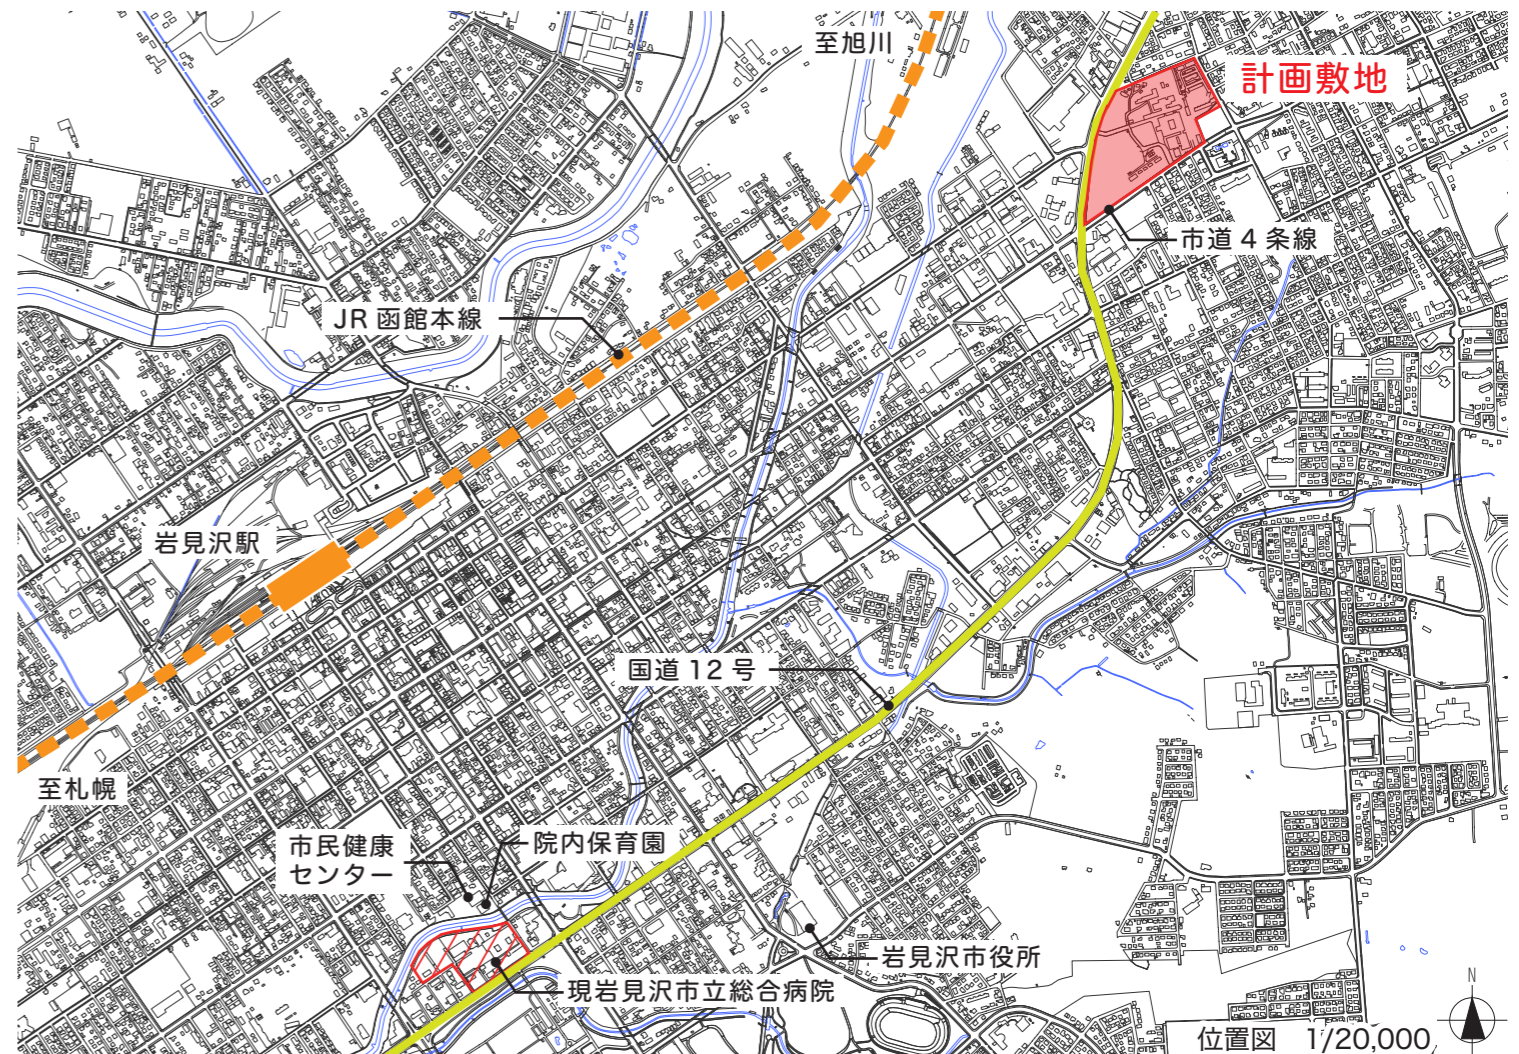 至旭川
計画敷地
市道4条線
JR函館本線
岩見沢駅
国道12号
至札幌
市民健康
センター
院内保育園
岩見沢市役所
現岩見沢市立総合病院
N
位置図 1/20,000